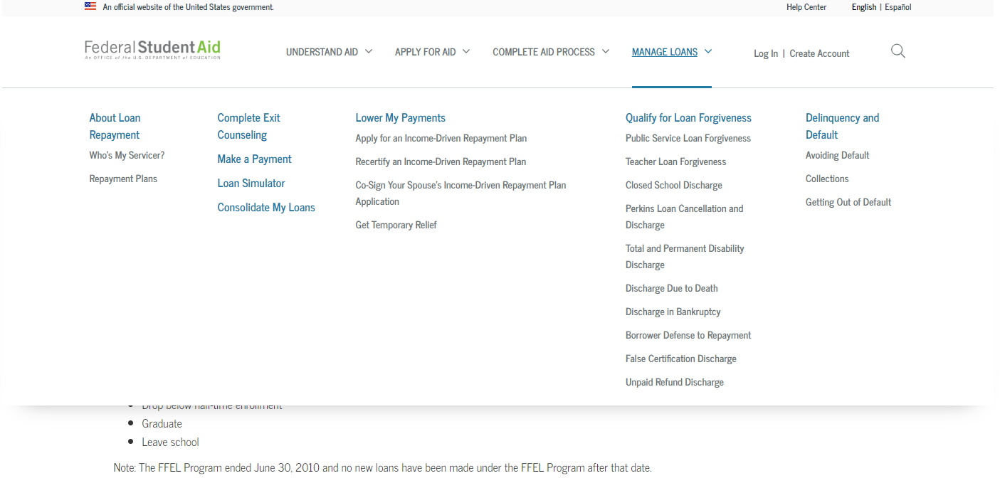 An official website of the United States government.
Help Center
English | Español
Federal Student Aid
An OFFICE of the U.S. DEPARTMENT of EDUCATION
UNDERSTAND AID
APPLY FOR AID
COMPLETE AID PROCESS
MANAGE LOANS
Log In | Create Account
About Loan
Repayment
Who's My Servicer?
Repayment Plans
Complete Exit
Counseling
Make a Payment
Loan Simulator
Consolidate My Loans
Lower My Payments
Apply for an Income-Driven Repayment Plan
Recertify an Income-Driven Repayment Plan
Co-Sign Your Spouse's Income-Driven Repayment Plan
Application
Get Temporary Relief
Qualify for Loan Forgiveness
Public Service Loan Forgiveness
Teacher Loan Forgiveness
Closed School Discharge
Perkins Loan Cancellation and
Discharge
Total and Permanent Disability
Discharge
Discharge Due to Death
Discharge in Bankruptcy
Borrower Defense to Repayment
False Certification Discharge
Unpaid Refund Discharge
Delinquency and
Default
Avoiding Default
Collections
Getting Out of Default
Drop below half-time enrollment
Graduate
Leave school
Note: The FFEL Program ended June 30, 2010 and no new loans have been made under the FFEL Program after that date.